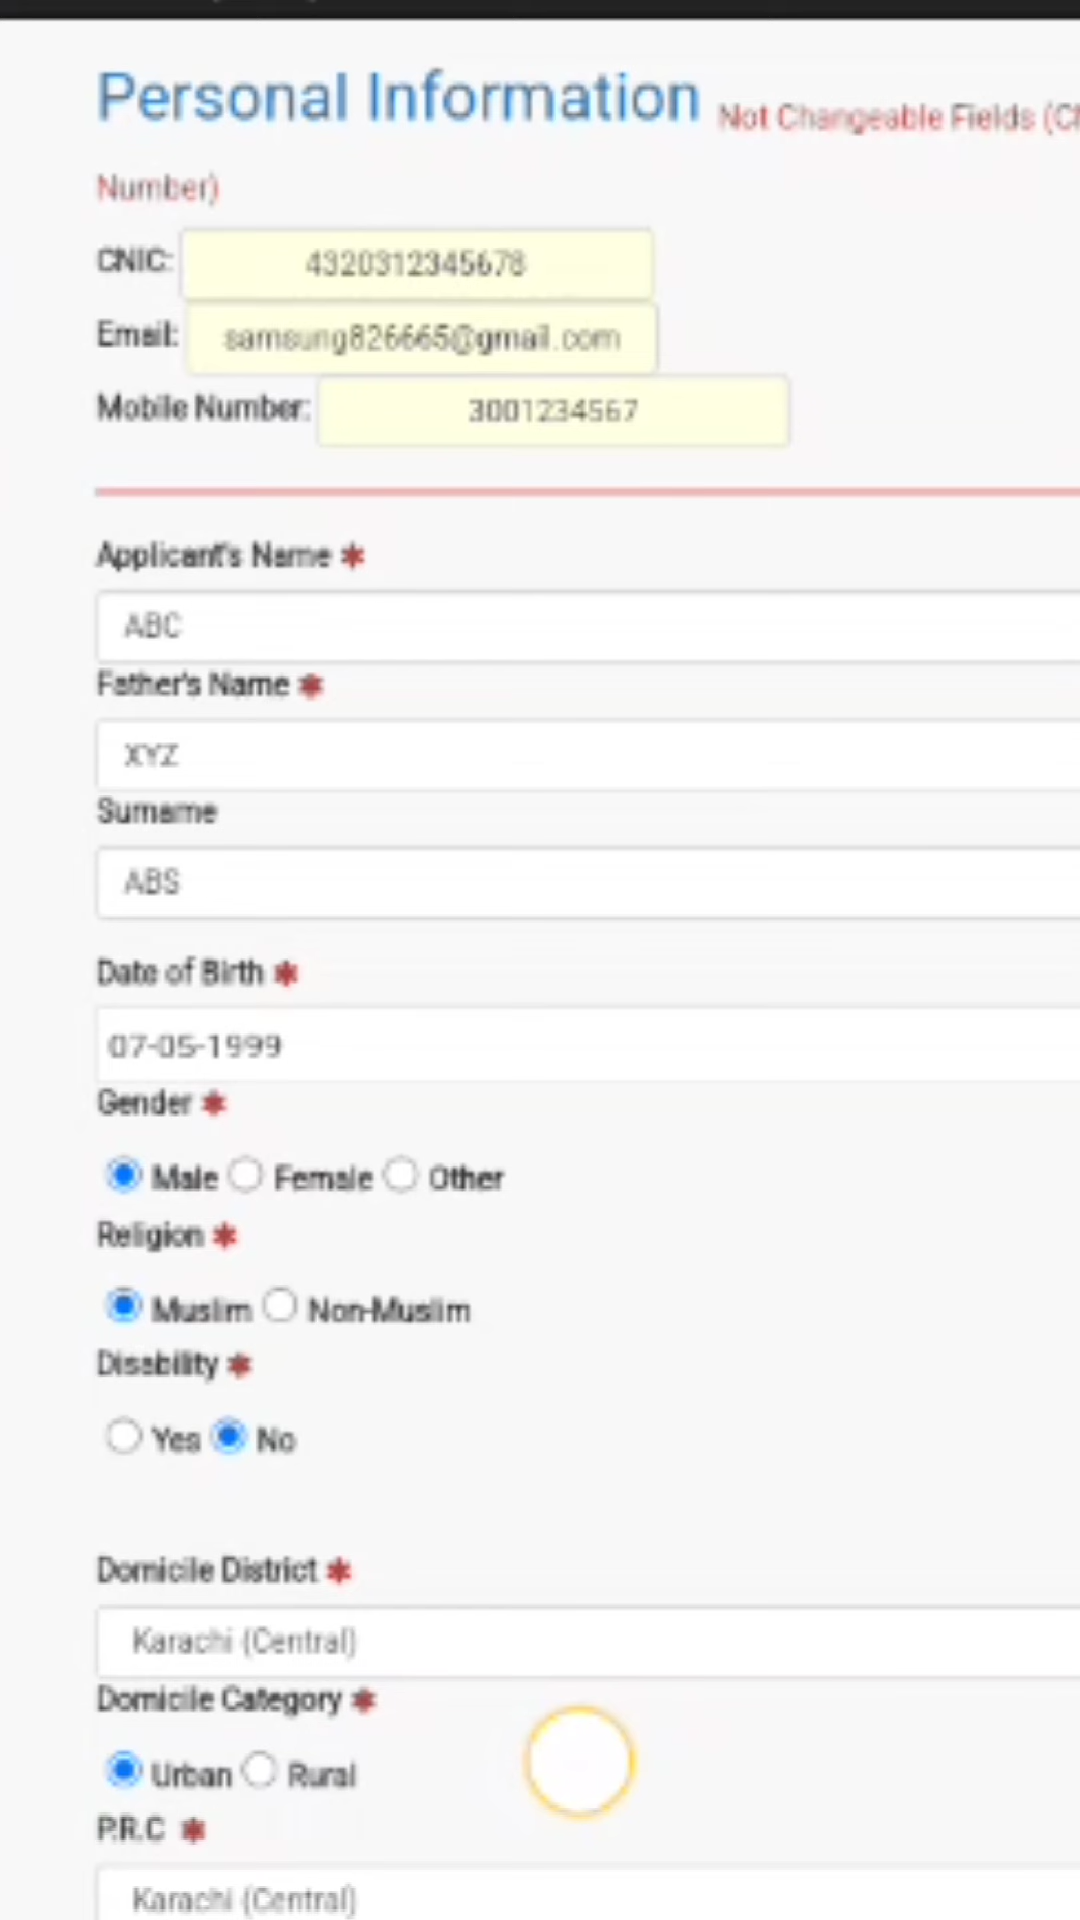 Personal Information Not Changeable Fields (
Number)
CNIC: 4320312345678
Email: samsung826665@gmail.com
Mobile Number: 3001234567
Applicant's Name *
ABC
Father's Name *
XYZ
Surname
ABS
Date of Birth *
07-05-1999
Gender *
Male Female Other
Religion *
Muslim Non-Muslim
Disability *
Yes No
Domicile District *
Karachi (Central)
Domicile Category *
Urban Rural
P.R.C *
Karachi (Central)